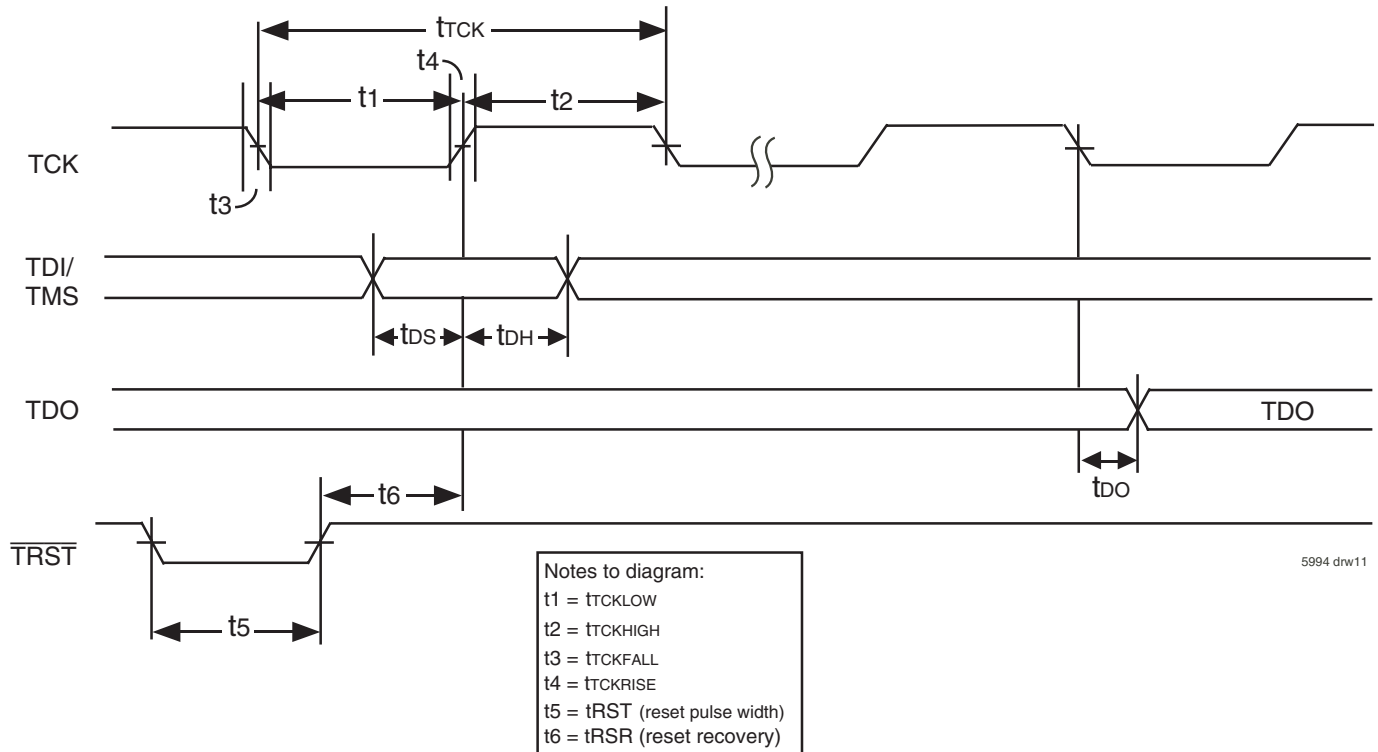 tTCK
t4
t1
t2
TCK
t3
TDI/
TMS
tDS
tDH
TDO
TDO
tDO
t6
TRST
5994 drw11
t5
Notes to diagram:
t1 = tTCKLOW
t2 = tTCKHIGH
t3 = tTCKFALL
t4 = tTCKRISE
t5 = tRST (reset pulse width)
t6 = tRSR (reset recovery)